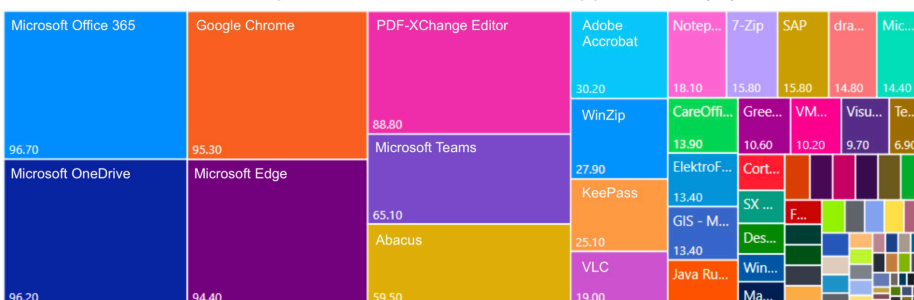 Microsoft Office 365
96.70
Google Chrome
95.30
PDF-XChange Editor
88.80
Adobe
Accrobat
30.20
Notep...
18.10
7-Zip
15.80
SAP
15.80
dra...
14.80
Mic...
14.40
WinZip
27.90
CareOffi...
13.90
Gree...
10.60
VM...
10.20
Visu...
9.70
Te...
6.90
Microsoft Teams
65.10
Microsoft OneDrive
96.20
Microsoft Edge
94.40
ElektroF...
13.40
Cort...
KeePass
25.10
SX ...
F...
GIS - M...
13.40
Abacus
59.50
Des...
VLC
19.00
Java Ru...
Win...
Ma...